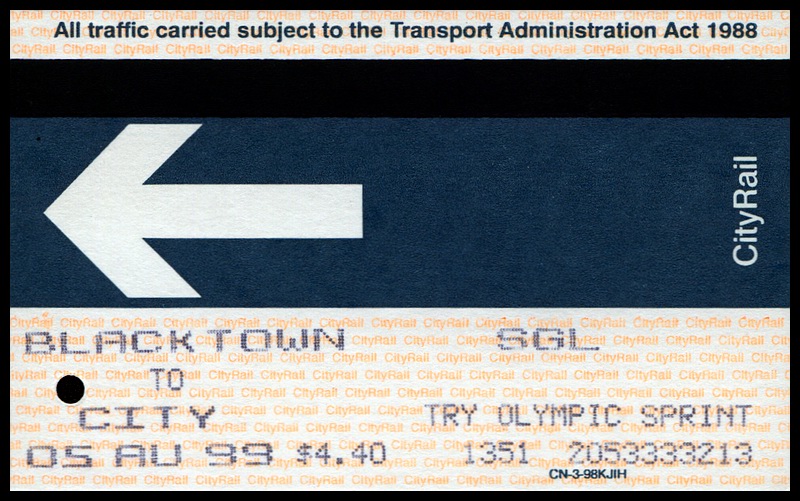 All traffic carried subject to the Transport Administration Act 1988
CityRail
BLACKTOWN SGL
TO
CITY TRY OLYMPIC SPRINT
05 AU 99 $4.40 1351 2053333213
CN-3-98KJIH